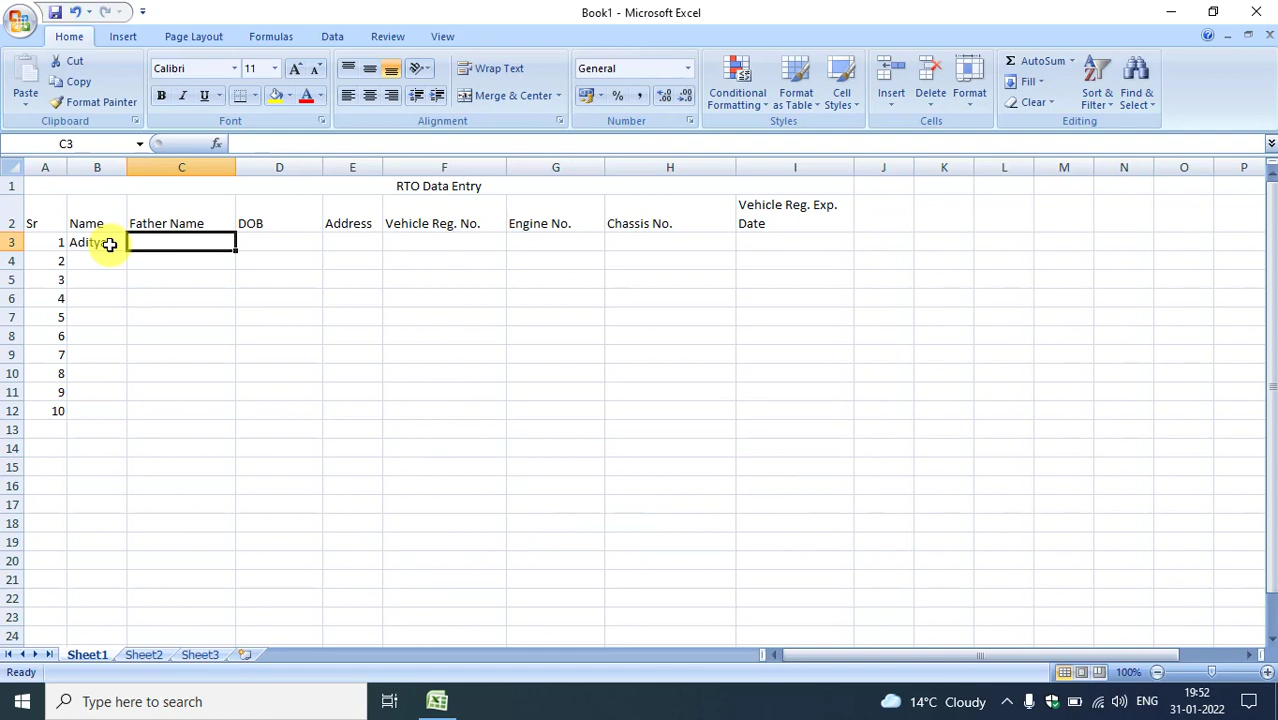 Book1 - Microsoft Excel
Home Insert Page Layout Formulas Data Review View
Cut
Copy
Format Painter
Paste
Clipboard
Calibri 11
Font
Wrap Text
Merge & Center
Alignment
General
Number
Conditional Formatting
Format as Table
Cell Styles
Styles
Insert Delete Format
Cells
AutoSum
Fill
Clear
Sort & Filter
Find & Select
Editing
C3
A B C D E F G H I J K L M N O P
1 RTO Data Entry
2 Sr Name Father Name DOB Address Vehicle Reg. No. Engine No. Chassis No. Vehicle Reg. Exp. Date
3 1 Aditya
4 2
5 3
6 4
7 5
8 6
9 7
10 8
11 9
12 10
13
14
15
16
17
18
19
20
21
22
23
24
Sheet1 Sheet2 Sheet3
Ready 100%
Type here to search
14°C Cloudy ENG 19:52
31-01-2022